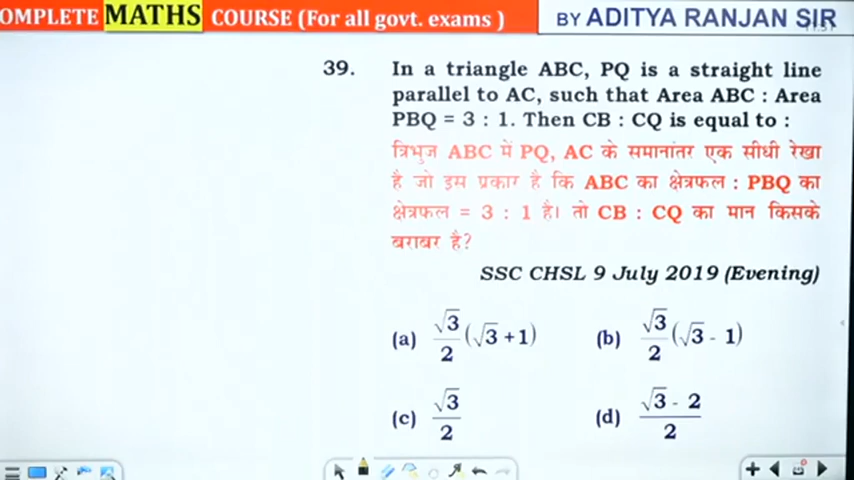 OMPLETE MATHS COURSE (For all govt. exams ) BY ADITYA RANJAN SIR
39. In a triangle ABC, PQ is a straight line
parallel to AC, such that Area ABC : Area
PBQ = 3 : 1. Then CB : CQ is equal to :
त्रिभुज ABC में PQ, AC के समानांतर एक सीधी रेखा
है जो इस प्रकार है कि ABC का क्षेत्रफल : PBQ का
क्षेत्रफल = 3 : 1 है। तो CB : CQ का मान किसके
बराबर है?
SSC CHSL 9 July 2019 (Evening)
(a) √3/2 (√3 + 1) (b) √3/2 (√3 - 1)
(c) √3/2 (d) (√3 - 2)/2